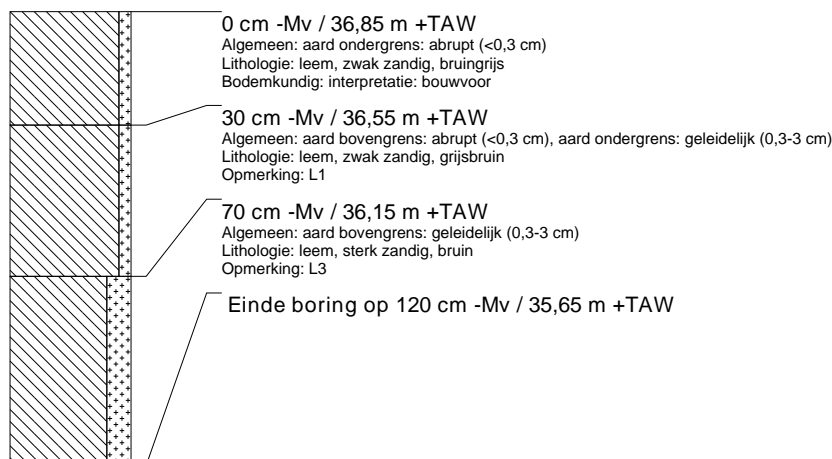 0 cm -Mv / 36,85 m +TAW
Algemeen: aard ondergrens: abrupt (<0,3 cm)
Lithologie: leem, zwak zandig, bruingrijs
Bodemkundig: interpretatie: bouwvoor
30 cm -Mv / 36,55 m +TAW
Algemeen: aard bovengrens: abrupt (<0,3 cm), aard ondergrens: geleidelijk (0,3-3 cm)
Lithologie: leem, zwak zandig, grijsbruin
Opmerking: L1
70 cm -Mv / 36,15 m +TAW
Algemeen: aard bovengrens: geleidelijk (0,3-3 cm)
Lithologie: leem, sterk zandig, bruin
Opmerking: L3
Einde boring op 120 cm -Mv / 35,65 m +TAW